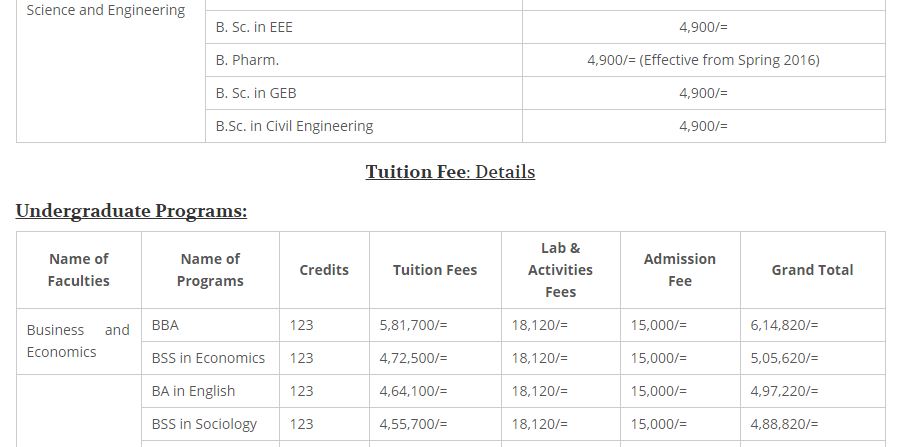 Science and Engineering
B. Sc. in EEE 4,900/=
B. Pharm. 4,900/= (Effective from Spring 2016)
B. Sc. in GEB 4,900/=
B.Sc. in Civil Engineering 4,900/=
Tuition Fee: Details
Undergraduate Programs:
Name of Faculties Name of Programs Credits Tuition Fees Lab & Activities Fees Admission Fee Grand Total
Business and Economics BBA 123 5,81,700/= 18,120/= 15,000/= 6,14,820/=
BSS in Economics 123 4,72,500/= 18,120/= 15,000/= 5,05,620/=
BA in English 123 4,64,100/= 18,120/= 15,000/= 4,97,220/=
BSS in Sociology 123 4,55,700/= 18,120/= 15,000/= 4,88,820/=